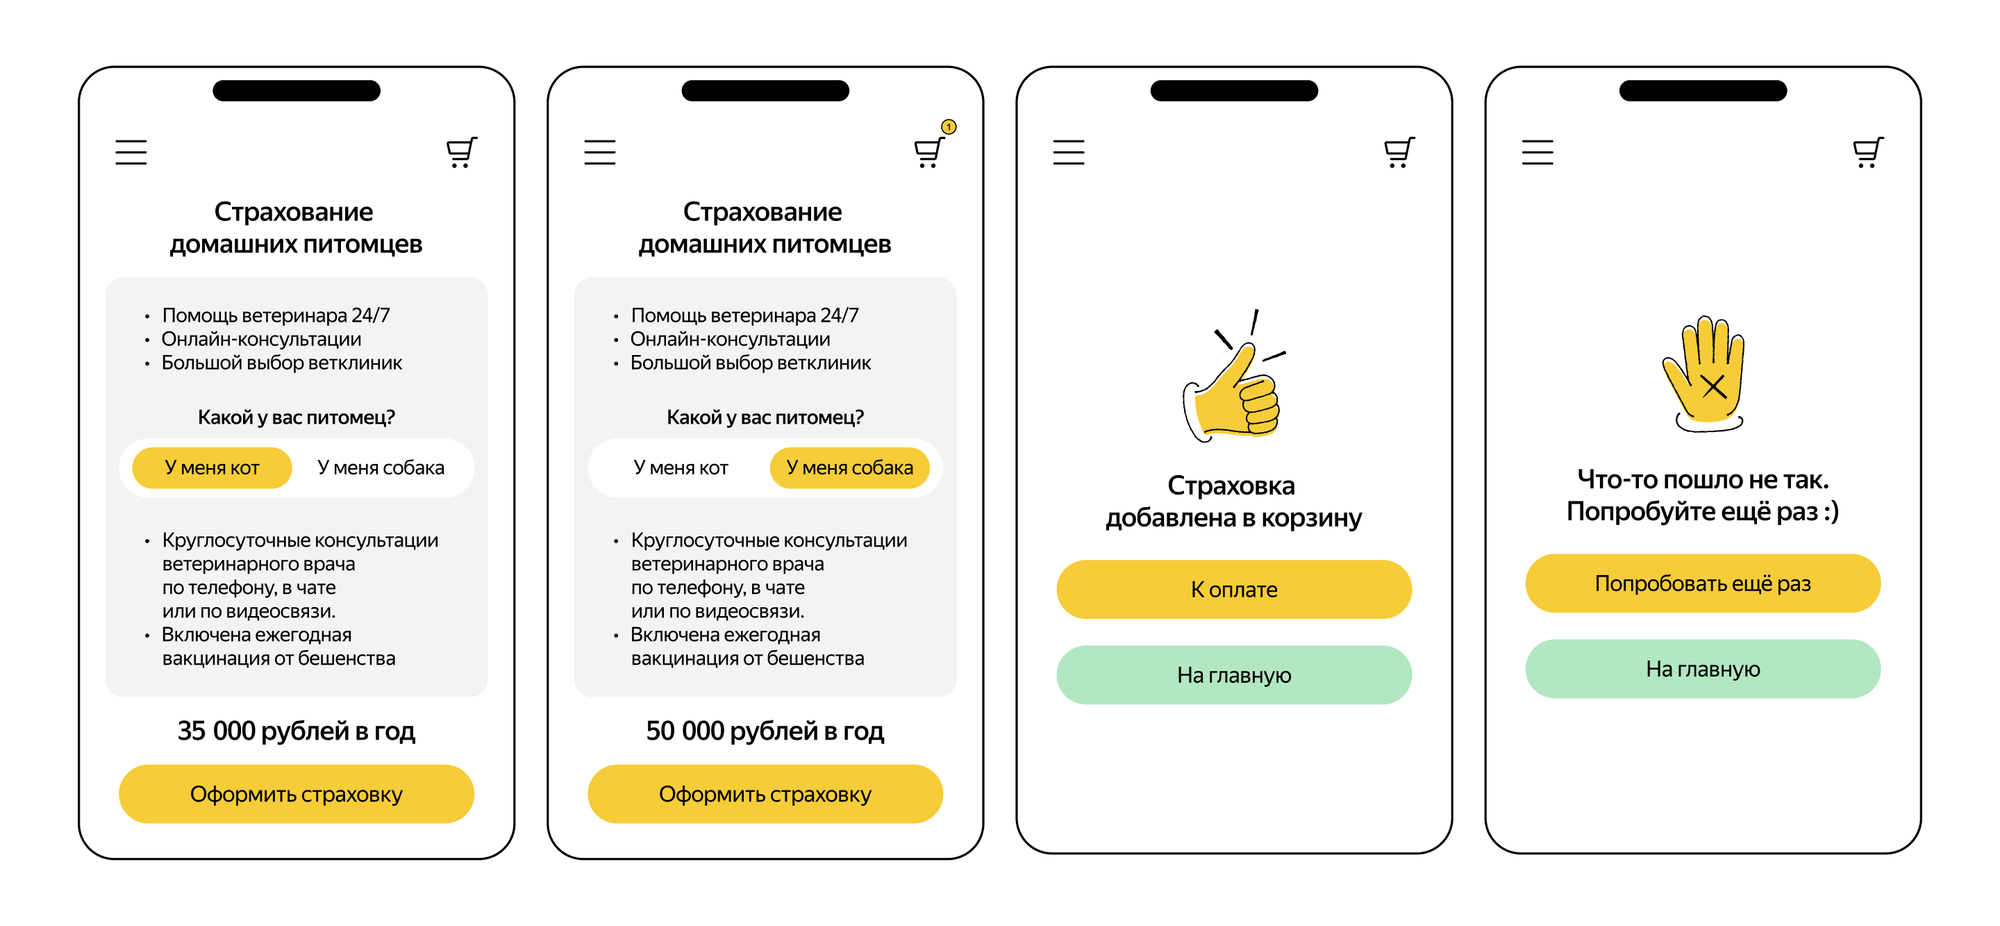 Страхование
домашних питомцев
• Помощь ветеринара 24/7
• Онлайн-консультации
• Большой выбор ветклиник
Какой у вас питомец?
У меня кот У меня собака
• Круглосуточные консультации
ветеринарного врача
по телефону, в чате
или по видеосвязи.
• Включена ежегодная
вакцинация от бешенства
35 000 рублей в год
Оформить страховку
1
Страхование
домашних питомцев
• Помощь ветеринара 24/7
• Онлайн-консультации
• Большой выбор ветклиник
Какой у вас питомец?
У меня кот У меня собака
• Круглосуточные консультации
ветеринарного врача
по телефону, в чате
или по видеосвязи.
• Включена ежегодная
вакцинация от бешенства
50 000 рублей в год
Оформить страховку
Страховка
добавлена в корзину
К оплате
На главную
Что-то пошло не так.
Попробуйте ещё раз :)
Попробовать ещё раз
На главную